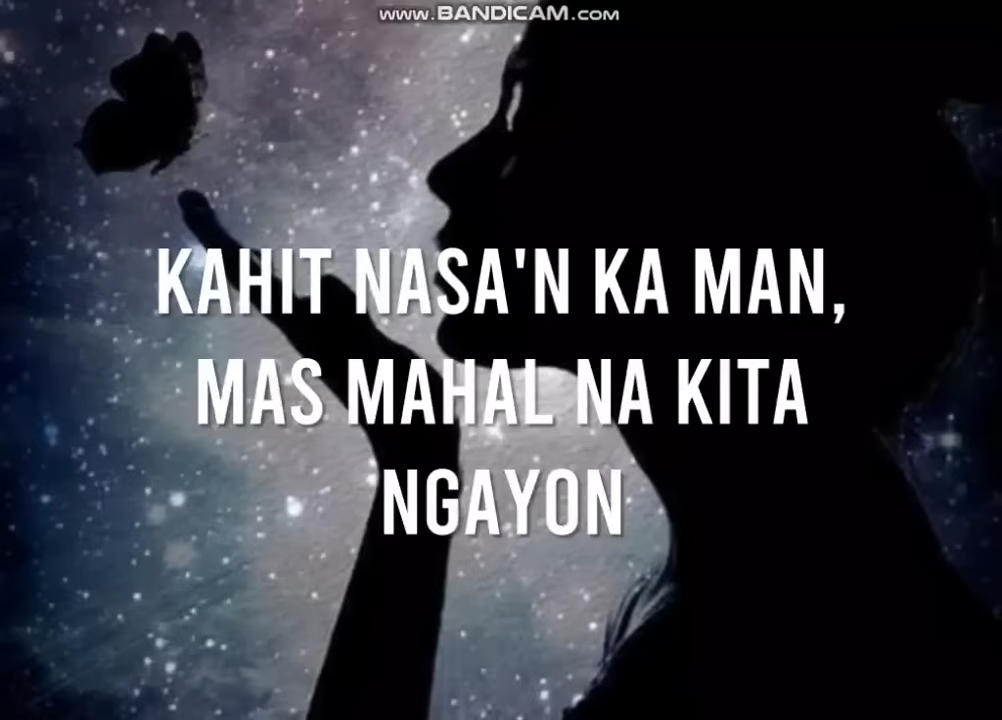 www.BANDICAM.com
KAHIT NASA'N KA MAN,
MAS MAHAL NA KITA
NGAYON